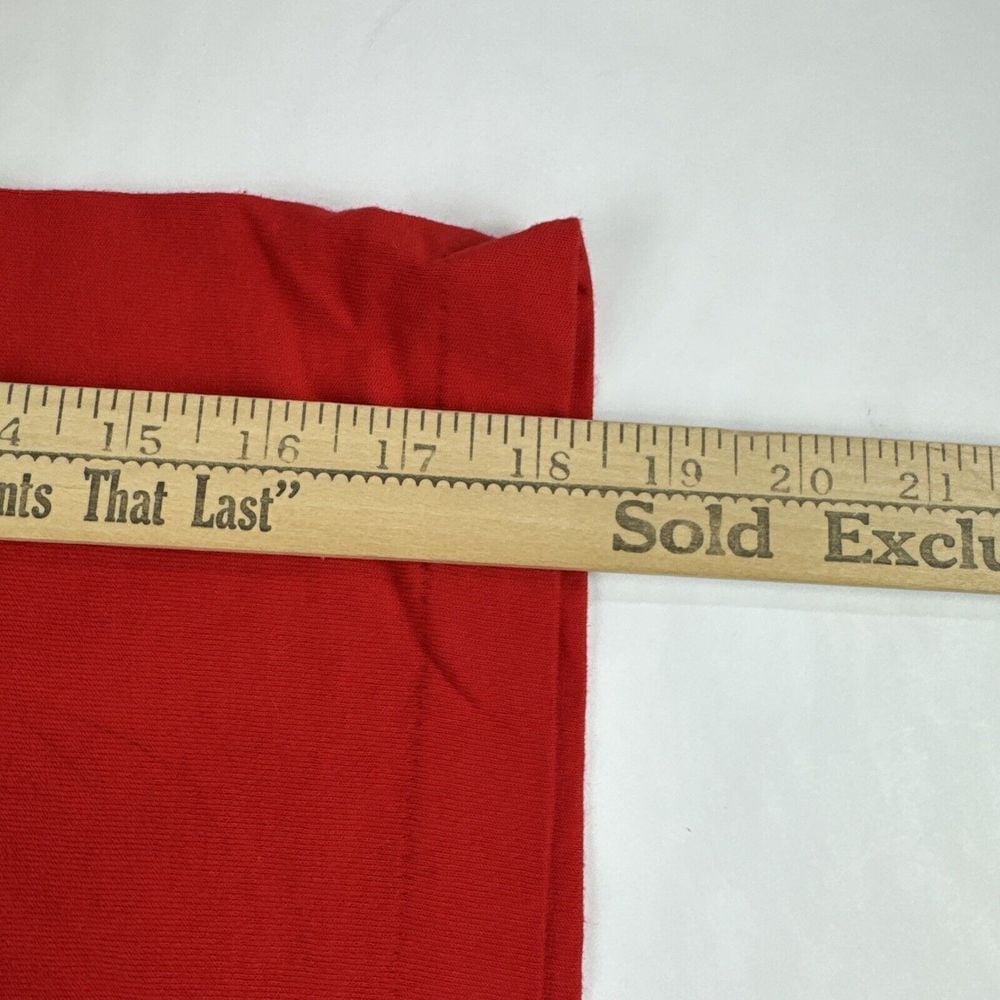 4 15 16 17 18 19 20 21
nts That Last” Sold Exclu